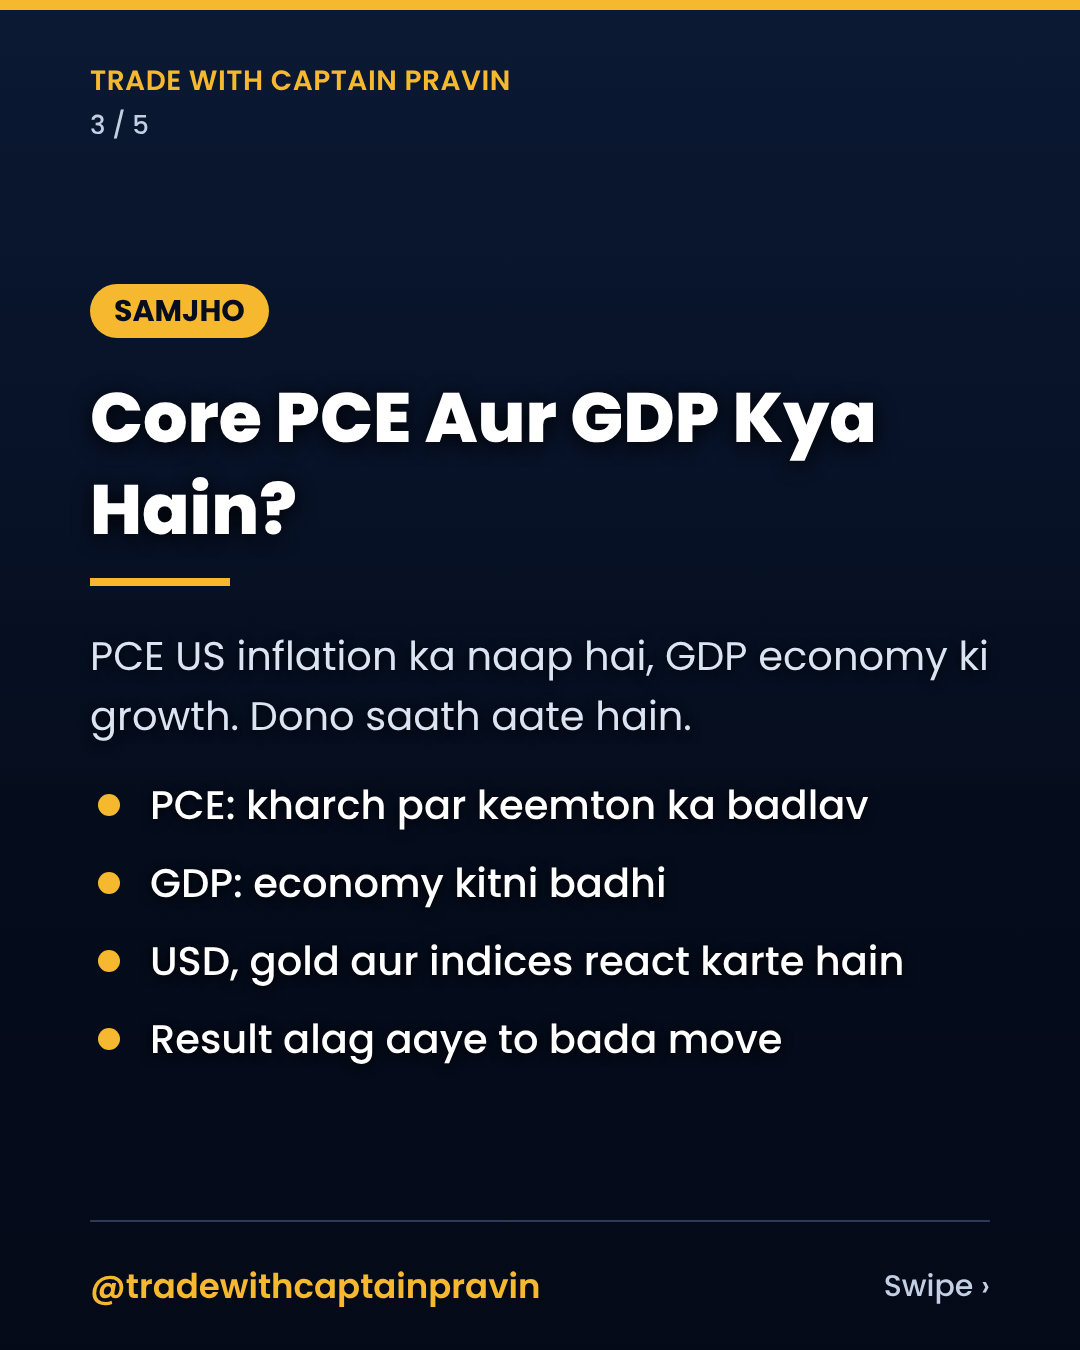 TRADE WITH CAPTAIN PRAVIN
3 / 5
SAMJHO
Core PCE Aur GDP Kya
Hain?
PCE US inflation ka naap hai, GDP economy ki
growth. Dono saath aate hain.
PCE: kharch par keemton ka badlav
GDP: economy kitni badhi
USD, gold aur indices react karte hain
Result alag aaye to bada move
@tradewithcaptainpravin
Swipe ›